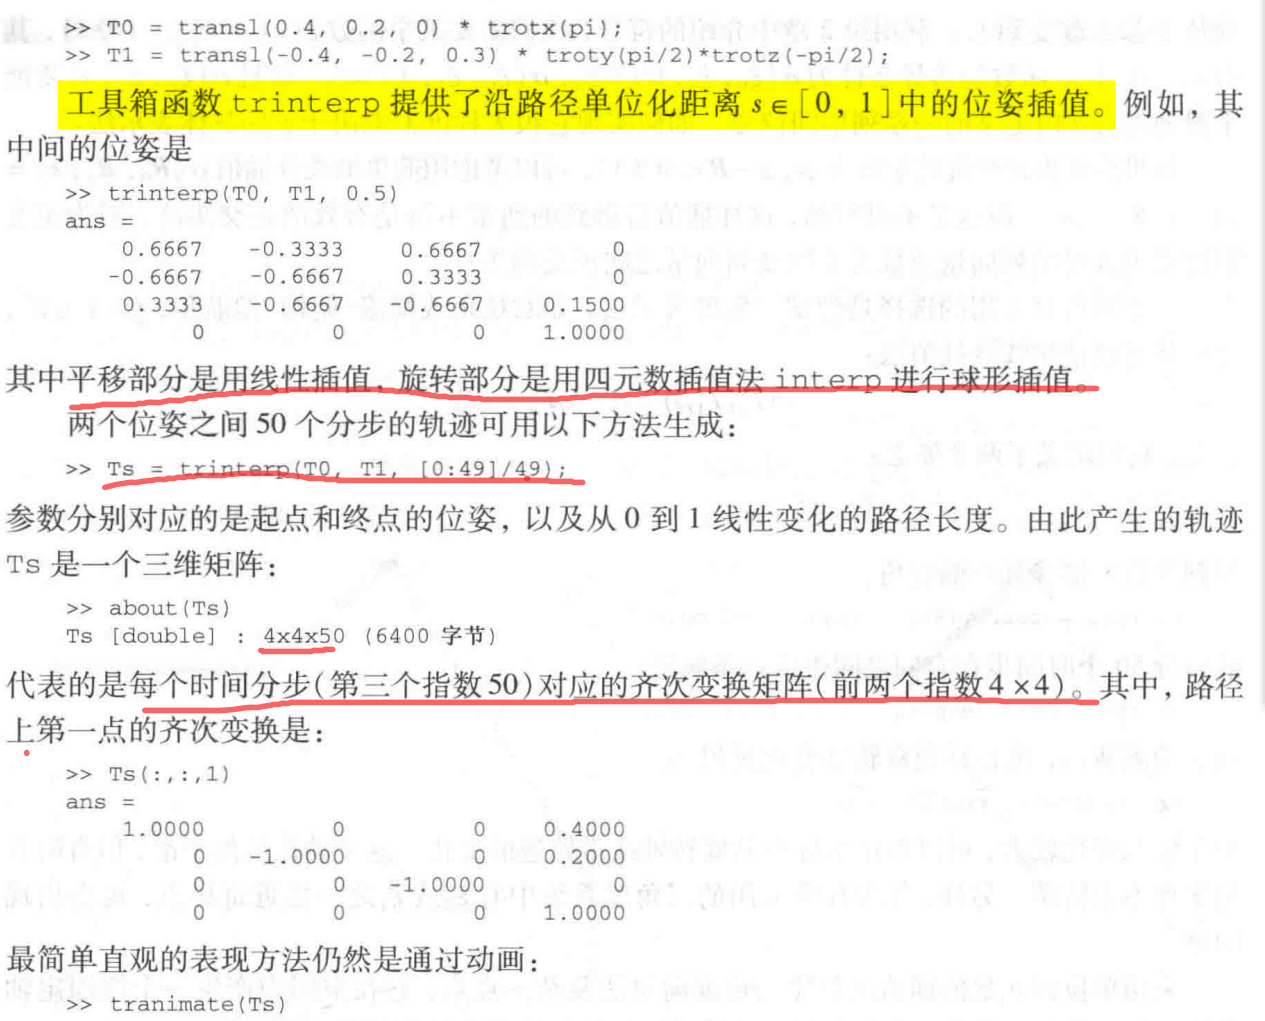 >> T0 = transl(0.4, 0.2, 0) * trotx(pi);
>> T1 = transl(-0.4, -0.2, 0.3) * troty(pi/2)*trotz(-pi/2);
工具箱函数 trinterp 提供了沿路径单位化距离 s∈[0, 1]中的位姿插值。例如，其
中间的位姿是
>> trinterp(T0, T1, 0.5)
ans =
0.6667 -0.3333 0.6667 0
-0.6667 -0.6667 0.3333 0
0.3333 -0.6667 -0.6667 0.1500
0 0 0 1.0000
其中平移部分是用线性插值，旋转部分是用四元数插值法 interp 进行球形插值。
两个位姿之间 50 个分步的轨迹可用以下方法生成：
>> Ts = trinterp(T0, T1, [0:49]/49);
参数分别对应的是起点和终点的位姿，以及从 0 到 1 线性变化的路径长度。由此产生的轨迹
Ts 是一个三维矩阵：
>> about(Ts)
Ts [double] : 4x4x50 (6400 字节)
代表的是每个时间分步(第三个指数 50)对应的齐次变换矩阵(前两个指数 4 ×4)。其中，路径
上第一点的齐次变换是：
>> Ts(:,:,1)
ans =
1.0000 0 0 0.4000
0 -1.0000 0 0.2000
0 0 -1.0000 0
0 0 0 1.0000
最简单直观的表现方法仍然是通过动画：
>> tranimate(Ts)